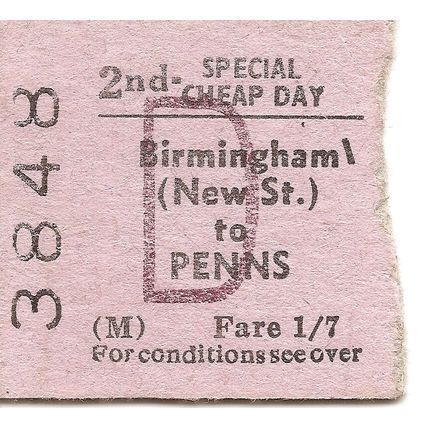 2nd- SPECIAL
CHEAP DAY
Birmingham
(New St.)
to
PENNS
(M) Fare 1/7
For conditions see over
3848
D